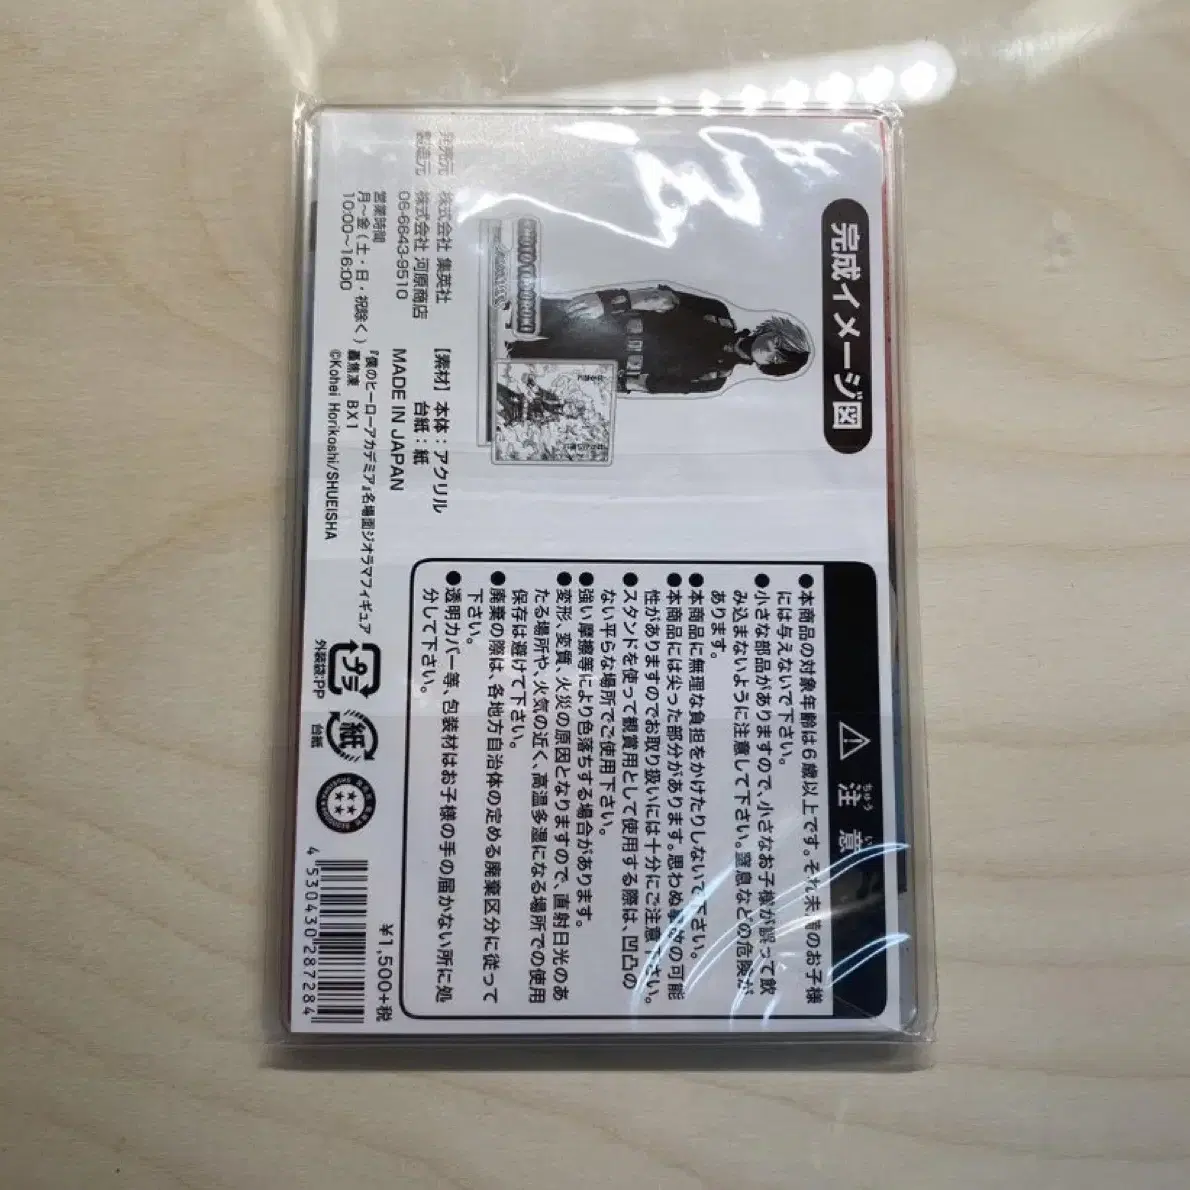 完成イメージ図
SHOTO TODOROKI
ちゅう い
注意
●本商品の対象年齢は6歳以上です。それ未満のお子様
には与えないで下さい。
●小さな部品がありますので、小さなお子様が誤って飲
み込まないように注意して下さい。窒息などの危険が
あります。
●本商品に無理な負担をかけたりしないで下さい。
●本商品には尖った部分があります。思わぬ事故の可能
性がありますのでお取り扱いには十分にご注意下さい。
●スタンドを使って観賞用として使用する際は、凹凸の
ない平らな場所でご使用下さい。
●強い摩擦等により色落ちする場合があります。
●変形、変質、火災の原因となりますので、直射日光のあ
たる場所や、火気の近く、高温多湿になる場所での使用
保存は避けて下さい。
●廃棄の際は、各地方自治体の定める廃棄区分に従って
下さい。
●透明カバー等、包装材はお子様の手の届かない所に処
分して下さい。
発売元 株式会社 集英社
製造元 株式会社 河原商店
06-6643-9510
営業時間
月〜金(土・日・祝除く)
10:00〜16:00
【素材】本体:アクリル
台紙:紙
MADE IN JAPAN
『僕のヒーローアカデミア』名場面ジオラマフィギュア
轟焦凍 BX1
©Kohei Horikoshi/SHUEISHA
プラ
外装袋:PP
紙
台紙
¥1,500+税
4530430287284